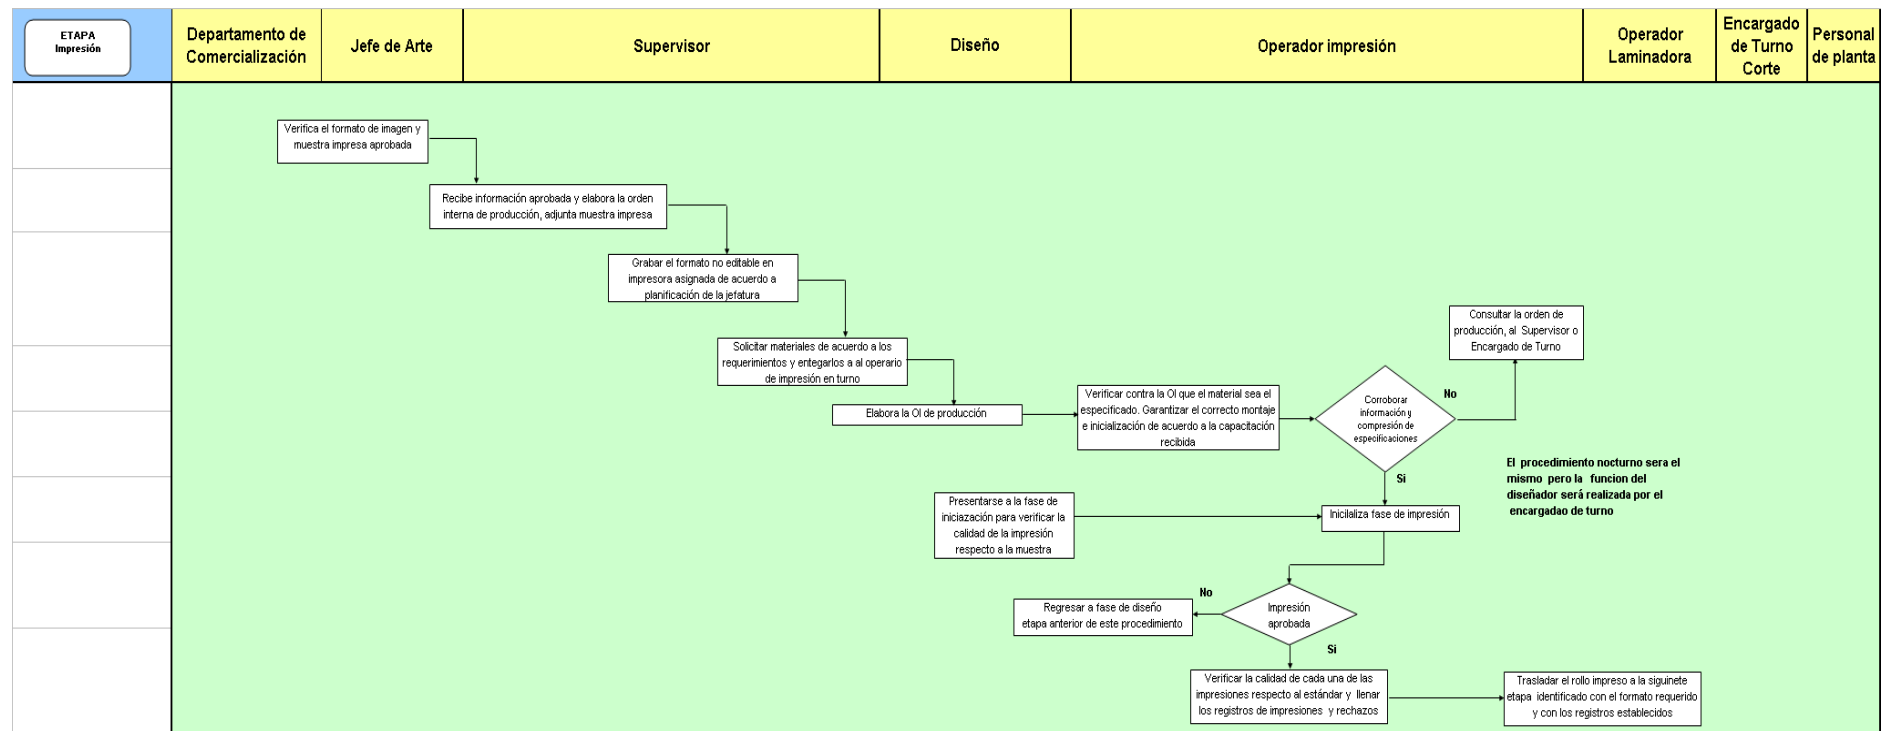 ETAPA
Impresión
Departamento de
Comercialización
Jefe de Arte
Supervisor
Diseño
Operador impresión
Operador
Laminadora
Encargado
de Turno
Corte
Personal
de planta
Verifica el formato de imagen y
muestra impresa aprobada
Recibe información aprobada y elabora la orden
interna de producción, adjunta muestra impresa
Grabar el formato no editable en
impresora asignada de acuerdo a
planificación de la jefatura
Solicitar materiales de acuerdo a los
requerimientos y entegarlos a al operario
de impresión en turno
Elabora la OI de producción
Verificar contra la OI que el material sea el
especificado. Garantizar el correcto montaje
e inicialización de acuerdo a la capacitación
recibida
Corroborar
información y
compresión de
especificaciones
No
Consultar la orden de
producción, al Supervisor o
Encargado de Turno
Si
El procedimiento nocturno sera el
mismo pero la funcion del
diseñador será realizada por el
encargadao de turno
Presentarse a la fase de
iniciazación para verificar la
calidad de la impresión
respecto a la muestra
Inicilaliza fase de impresión
Impresión
aprobada
No
Regresar a fase de diseño
etapa anterior de este procedimiento
Si
Verificar la calidad de cada una de las
impresiones respecto al estándar y llenar
los registros de impresiones y rechazos
Trasladar el rollo impreso a la siguinete
etapa identificado con el formato requerido
y con los registros establecidos